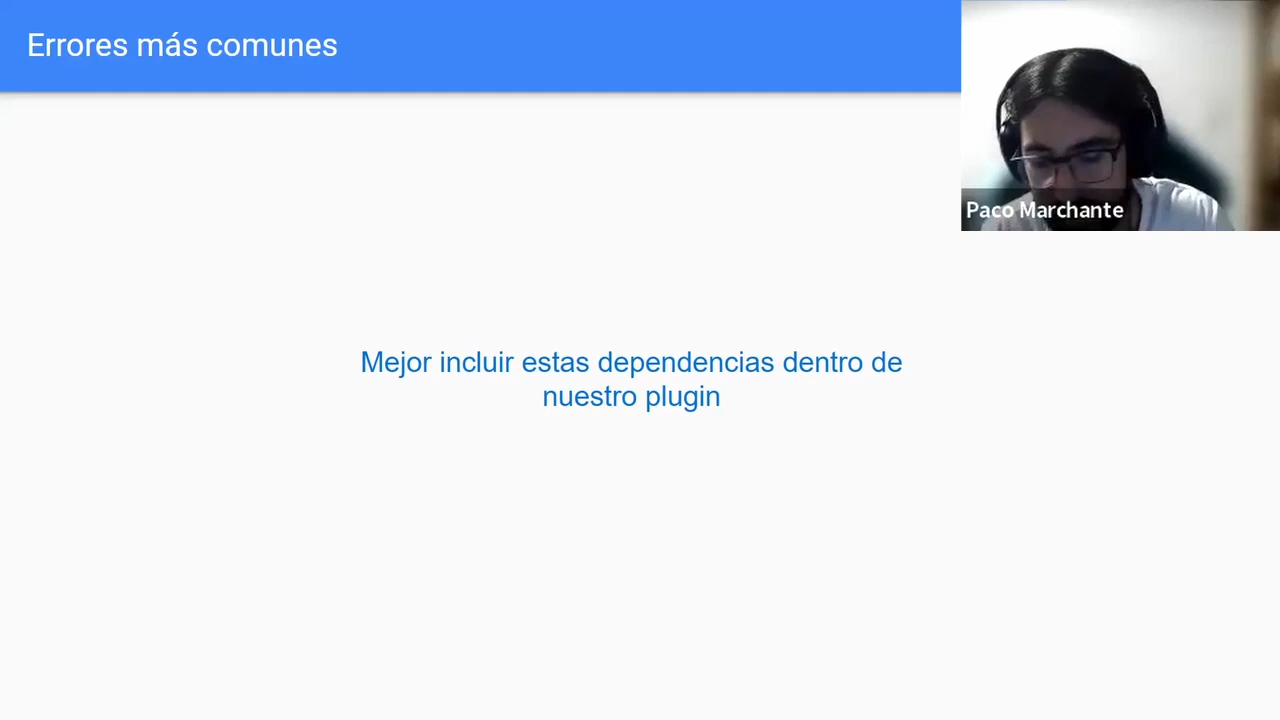 Errores más comunes
Paco Marchante
Mejor incluir estas dependencias dentro de
nuestro plugin